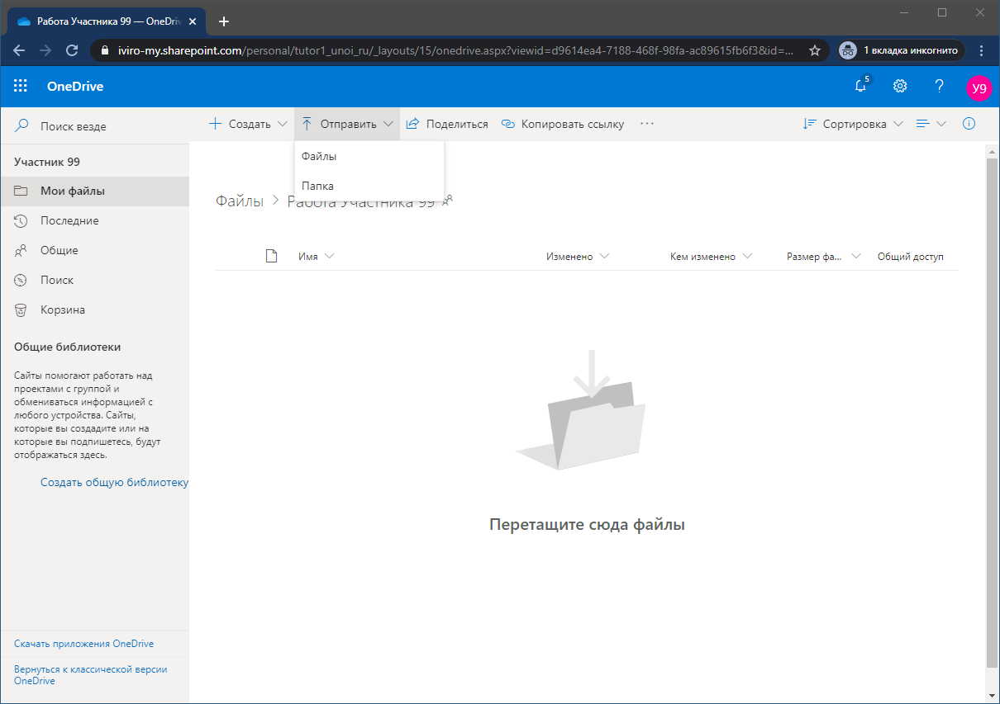 Работа Участника 99 — OneDriv
iviro-my.sharepoint.com/personal/tutor1_unoi_ru/_layouts/15/onedrive.aspx?viewid=d9614ea4-7188-468f-98fa-ac89615fb6f3&id=...
1 вкладка инкогнито
OneDrive
5
У9
Поиск везде
Создать
Отправить
Поделиться
Копировать ссылку
Сортировка
Файлы
Папка
Участник 99
Мои файлы
Последние
Общие
Поиск
Корзина
Общие библиотеки
Сайты помогают работать над
проектами с группой и
обмениваться информацией с
любого устройства. Сайты,
которые вы создадите или на
которые вы подпишетесь, будут
отображаться здесь.
Создать общую библиотеку
Скачать приложения OneDrive
Вернуться к классической версии
OneDrive
Файлы > Работа Участника 99
Имя
Изменено
Кем изменено
Размер фа...
Общий доступ
Перетащите сюда файлы